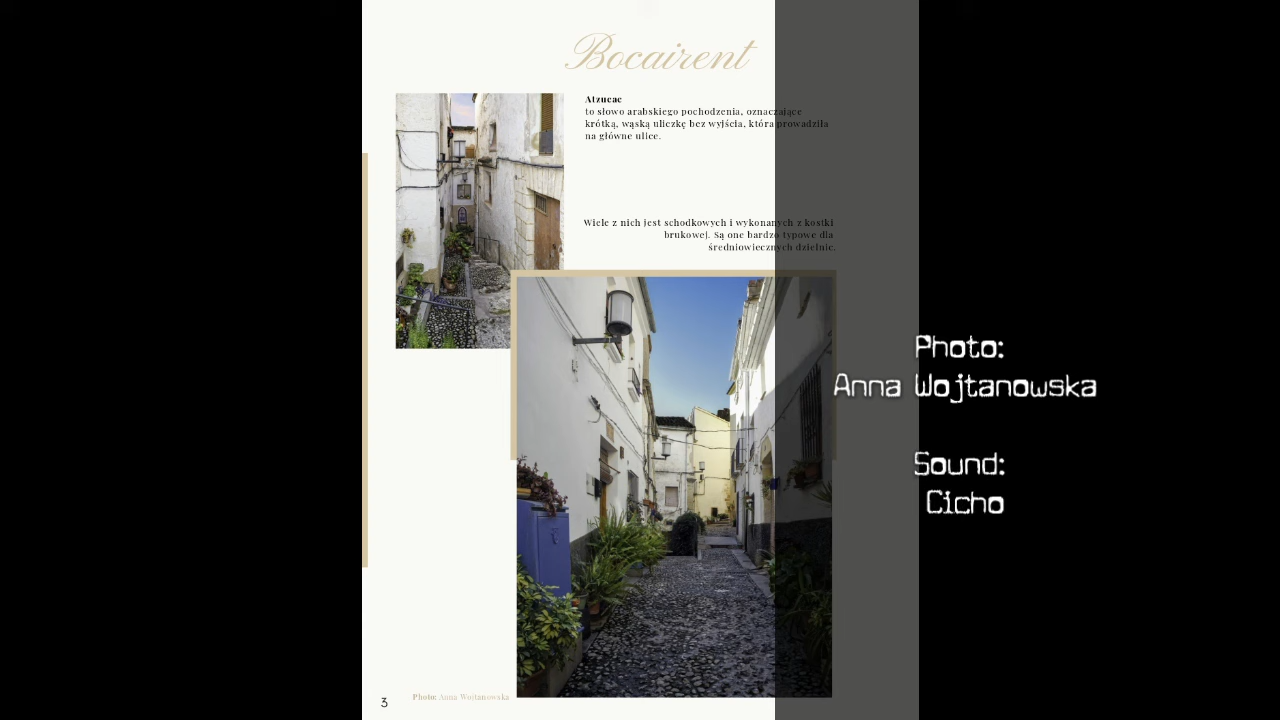 Bocairent
Atzucac
to słowo arabskiego pochodzenia, oznaczające
krótką, wąską uliczkę bez wyjścia, która prowadziła
na główne ulice.
Wiele z nich jest schodkowych i wykonanych z kostki
brukowej. Są one bardzo typowe dla
średniowiecznych dzielnic.
Photo:
Anna Wojtanowska
Sound:
Cicho
3
Photo: Anna Wojtanowska